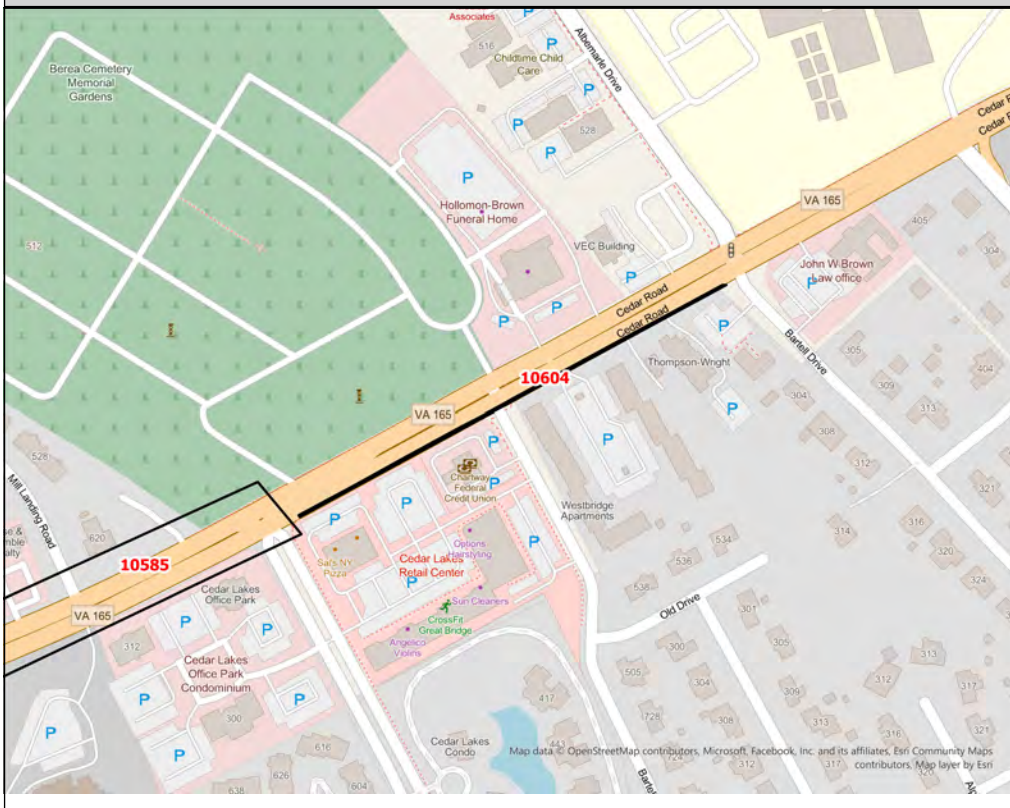 Associates
516
Childtime Child
Care
Albemarle Drive
Cedar
Cedar
Berea Cemetery
Memorial
Gardens
P
P
P
P
528
P
Hollomon-Brown
Funeral Home
VA 165
405
512
VEC Building
304
P
John W Brown
Law office
P
Cedar Road
Cedar Road
P
P
P
Bartell Drive
Thompson-Wright
305
404
10604
309
304
P
313
VA 165
308
528
P
P
312
Chartway
Federal
Credit Union
P
P
Westbridge
Apartments
321
Mill Landing Road
620
P
Options
Hairstyling
P
314
316
10585
Sal's NY
Pizza
Cedar Lakes
Retail Center
534
320
536
P
Sun Cleaners
538
324
Cedar Lakes
Office Park
CrossFit
Great Bridge
Old Drive
301
VA 165
P
P
312
Angelico
Violins
305
300
313
Cedar Lakes
Office Park
Condominium
505
304
312
317
417
309
P
P
300
728
308
313
316
321
P
616
Cedar Lakes
Condo
443
724
312
317
320
P
626
604
638
Map data © OpenStreetMap contributors, Microsoft, Facebook, Inc. and its affiliates, Esri Community Maps
contributors, Map layer by Esri